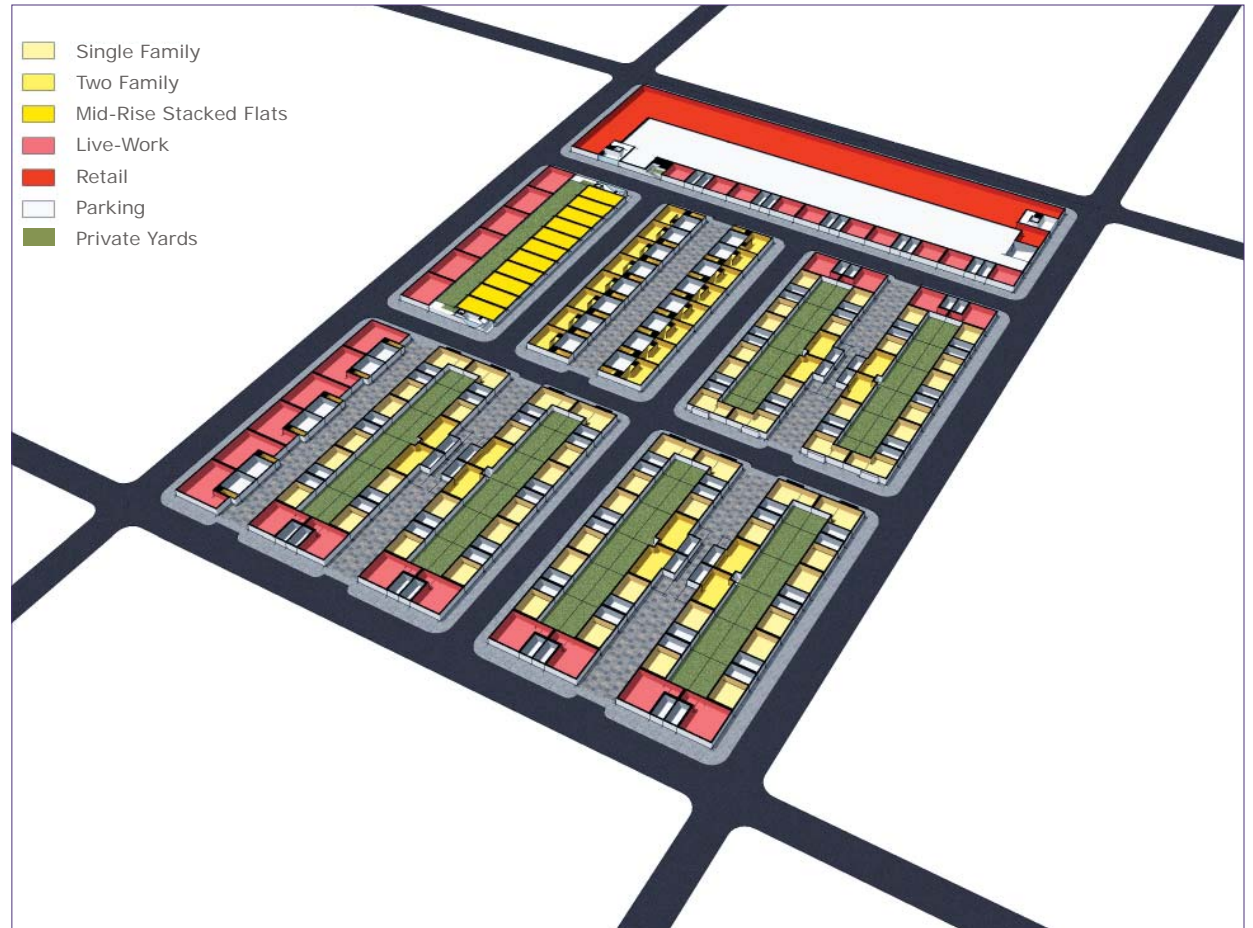 Single Family
Two Family
Mid-Rise Stacked Flats
Live-Work
Retail
Parking
Private Yards